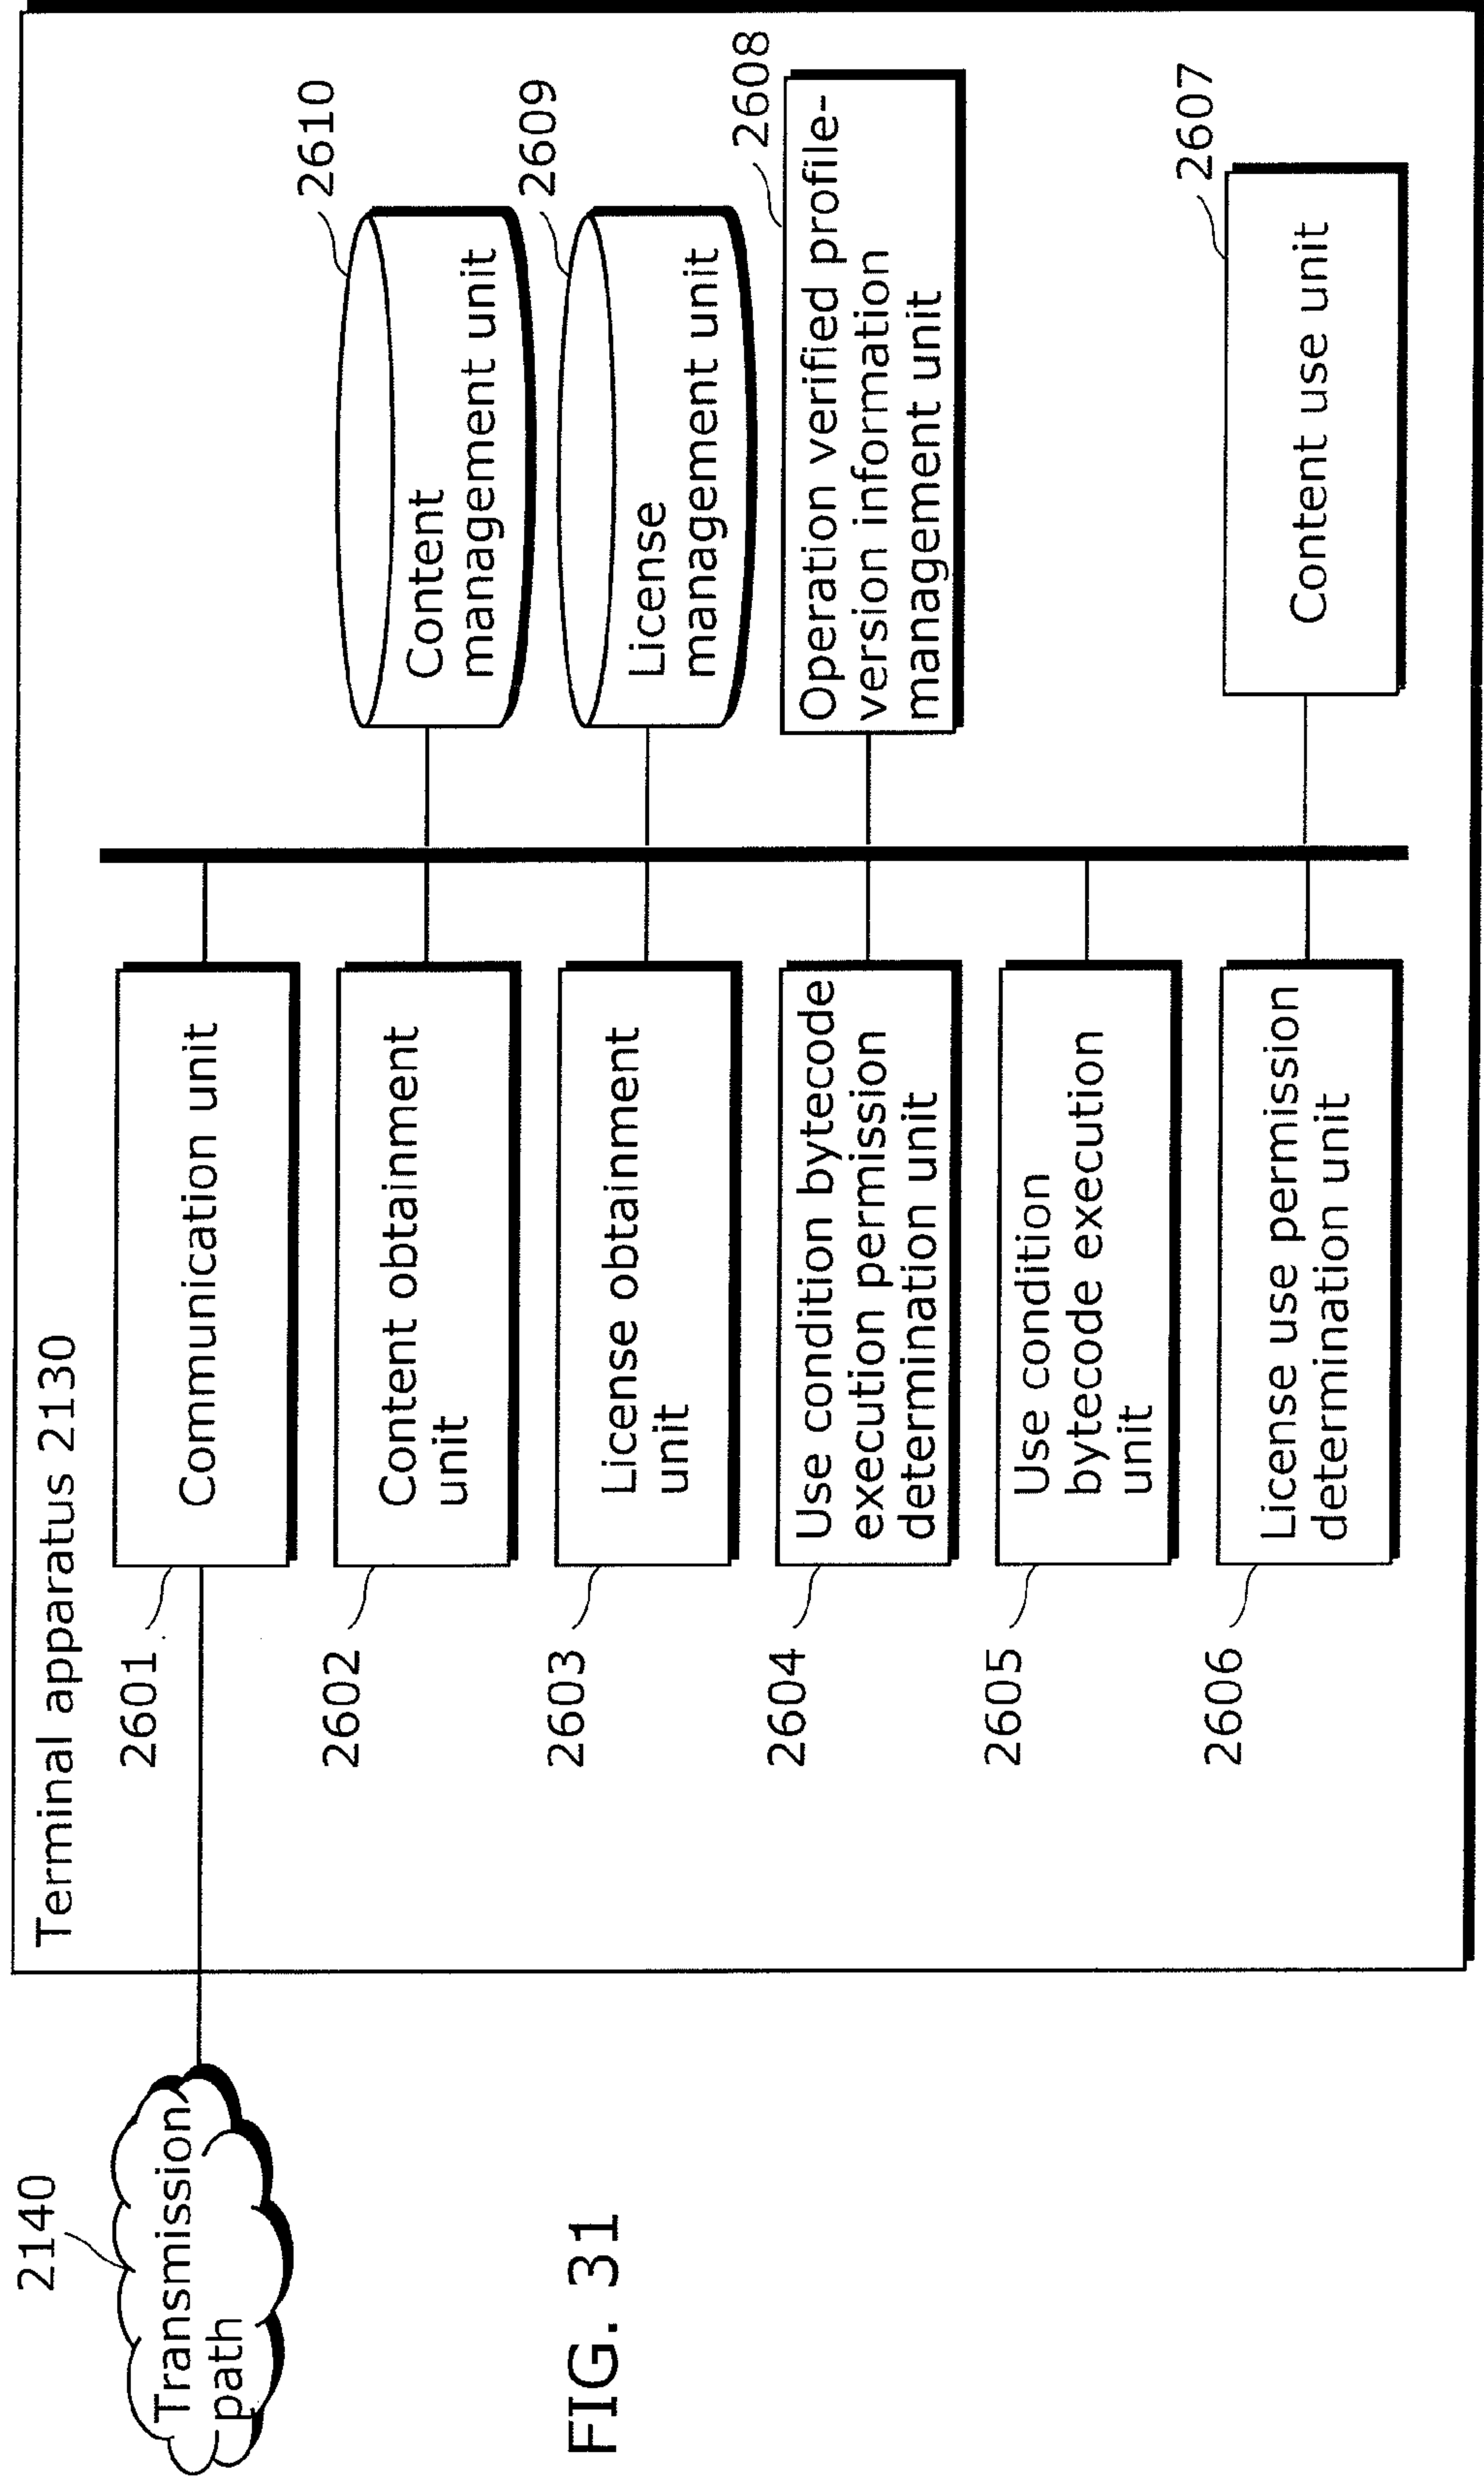 FIG. 31
2140
Transmission
path
Terminal apparatus 2130
2601
Communication unit
2602
Content obtainment
unit
2603
License obtainment
unit
2604
Use condition bytecode
execution permission
determination unit
2605
Use condition
bytecode execution
unit
2606
License use permission
determination unit
2610
Content
management unit
2609
License
management unit
2608
Operation verified profile-
version information
management unit
2607
Content use unit